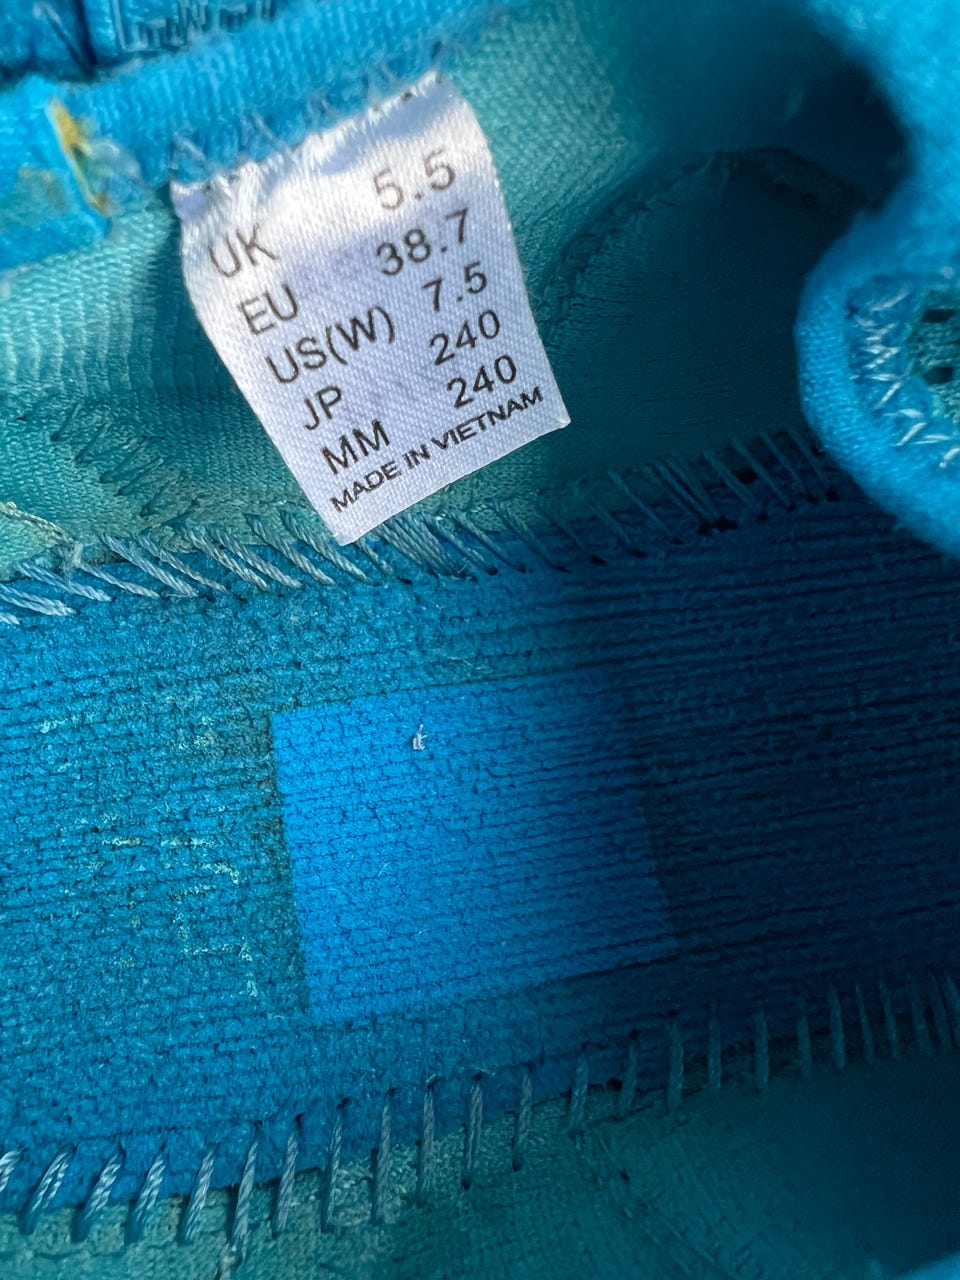 UK 5.5
EU 38.7
US(W) 7.5
JP 240
MM 240
MADE IN VIETNAM